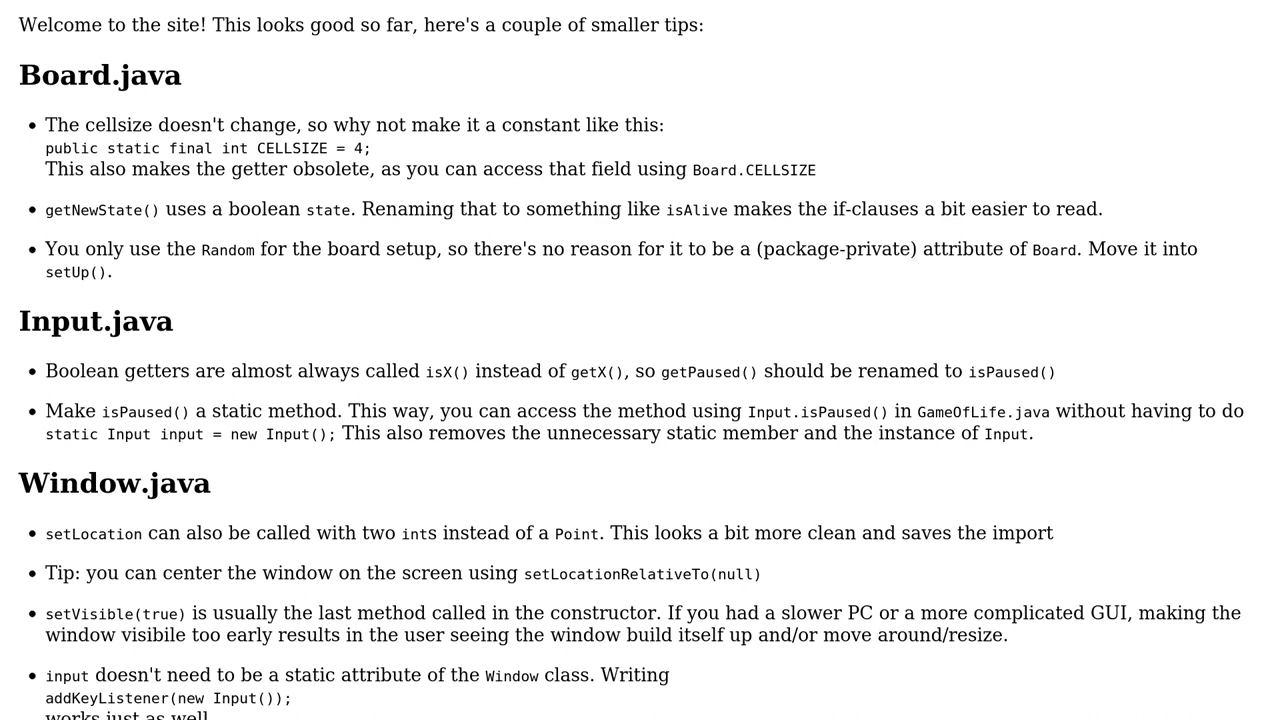 Welcome to the site! This looks good so far, here's a couple of smaller tips:
Board.java
• The cellsize doesn't change, so why not make it a constant like this:
public static final int CELLSIZE = 4;
This also makes the getter obsolete, as you can access that field using Board.CELLSIZE
• getNewState() uses a boolean state. Renaming that to something like isAlive makes the if-clauses a bit easier to read.
• You only use the Random for the board setup, so there's no reason for it to be a (package-private) attribute of Board. Move it into
setUp().
Input.java
• Boolean getters are almost always called isX() instead of getX(), so getPaused() should be renamed to isPaused()
• Make isPaused() a static method. This way, you can access the method using Input.isPaused() in GameOfLife.java without having to do
static Input input = new Input(); This also removes the unnecessary static member and the instance of Input.
Window.java
• setLocation can also be called with two ints instead of a Point. This looks a bit more clean and saves the import
• Tip: you can center the window on the screen using setLocationRelativeTo(null)
• setVisible(true) is usually the last method called in the constructor. If you had a slower PC or a more complicated GUI, making the
window visibile too early results in the user seeing the window build itself up and/or move around/resize.
• input doesn't need to be a static attribute of the Window class. Writing
addKeyListener(new Input());
works just as well